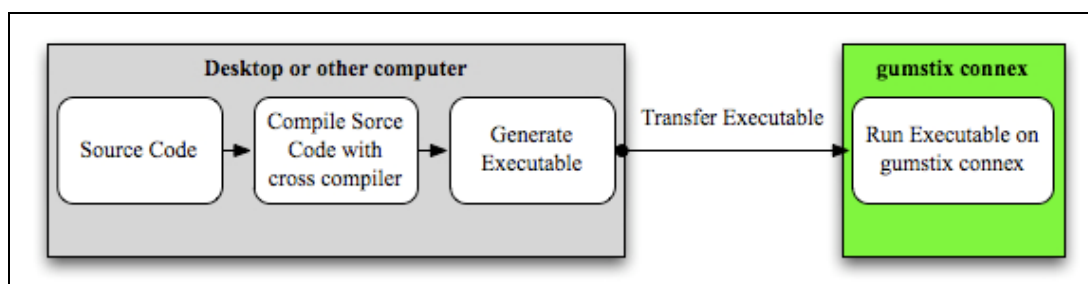 Desktop or other computer
Source Code
Compile Sorce
Code with
cross compiler
Generate
Executable
Transfer Executable
gumstix connex
Run Executable on
gumstix connex